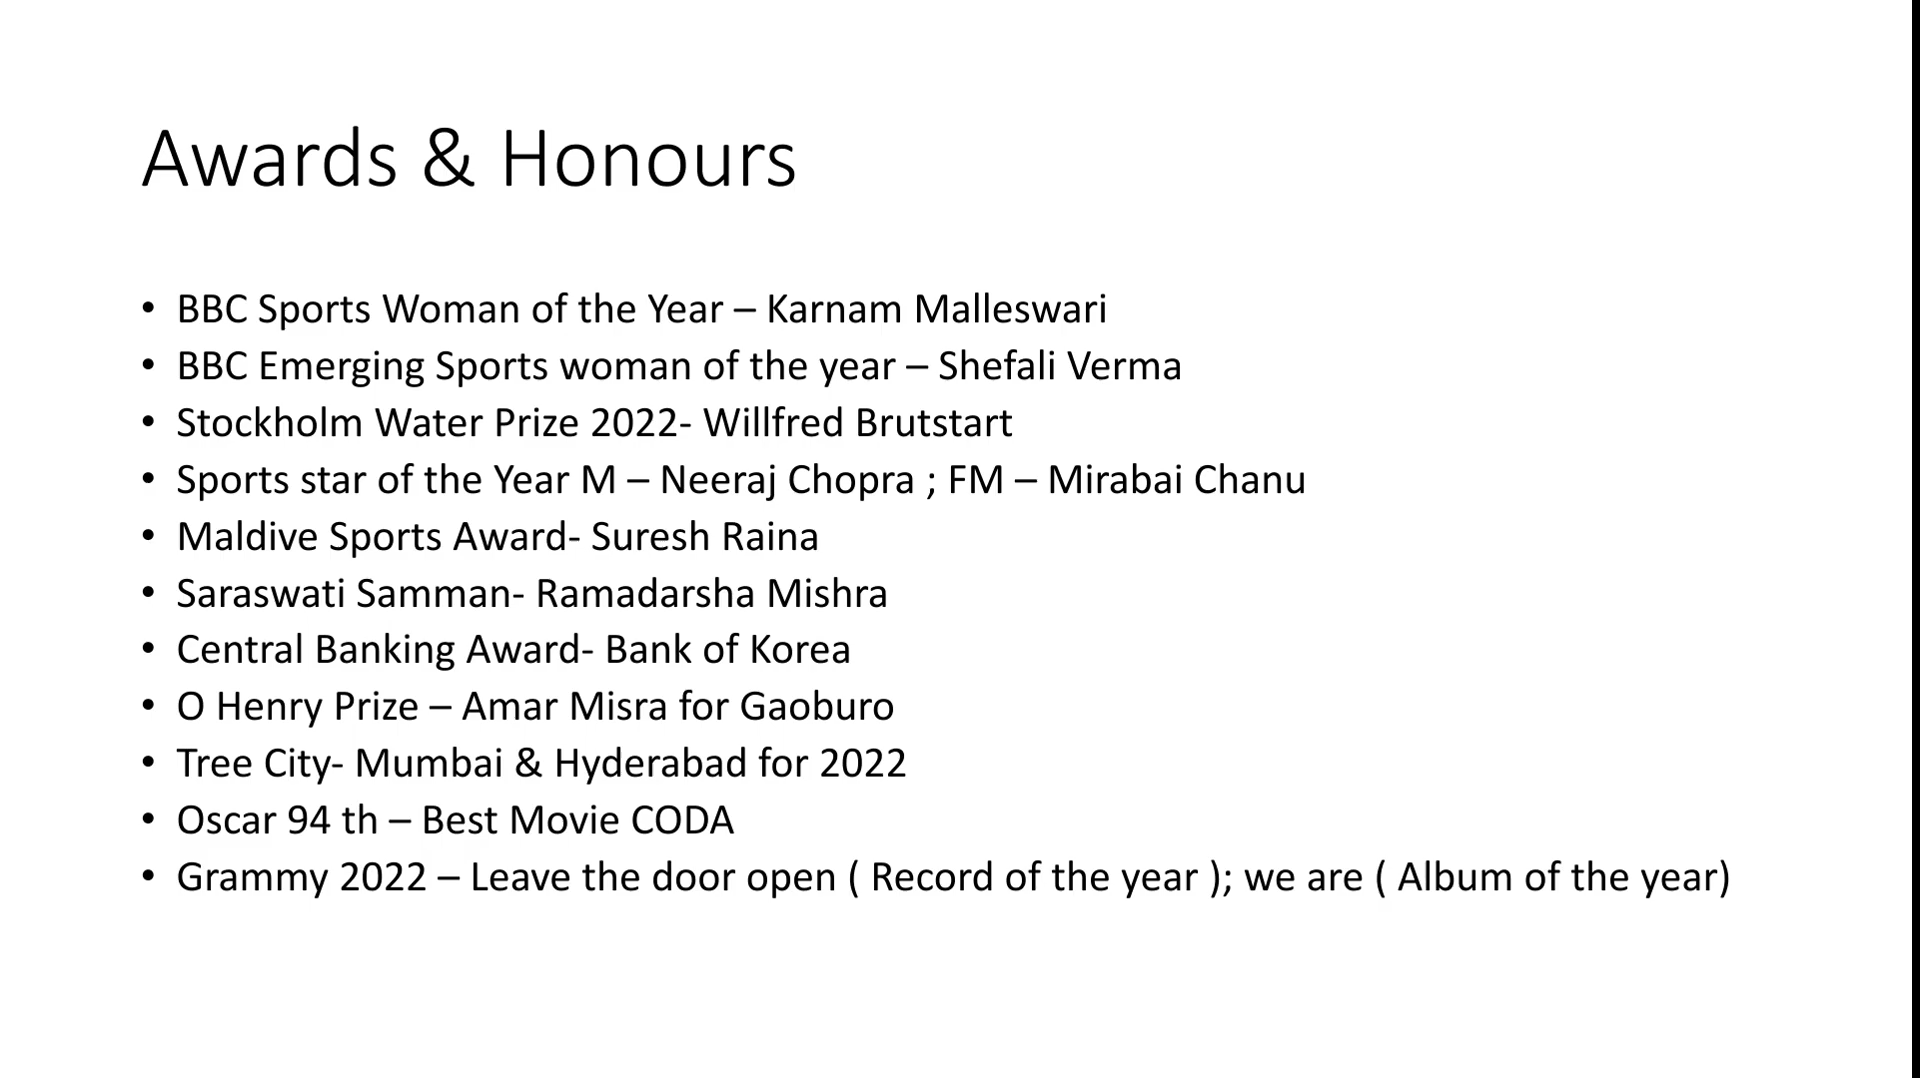 Awards & Honours
• BBC Sports Woman of the Year – Karnam Malleswari
• BBC Emerging Sports woman of the year – Shefali Verma
• Stockholm Water Prize 2022- Willfred Brutstart
• Sports star of the Year M – Neeraj Chopra ; FM – Mirabai Chanu
• Maldive Sports Award- Suresh Raina
• Saraswati Samman- Ramadarsha Mishra
• Central Banking Award- Bank of Korea
• O Henry Prize – Amar Misra for Gaoburo
• Tree City- Mumbai & Hyderabad for 2022
• Oscar 94 th – Best Movie CODA
• Grammy 2022 – Leave the door open ( Record of the year ); we are ( Album of the year)